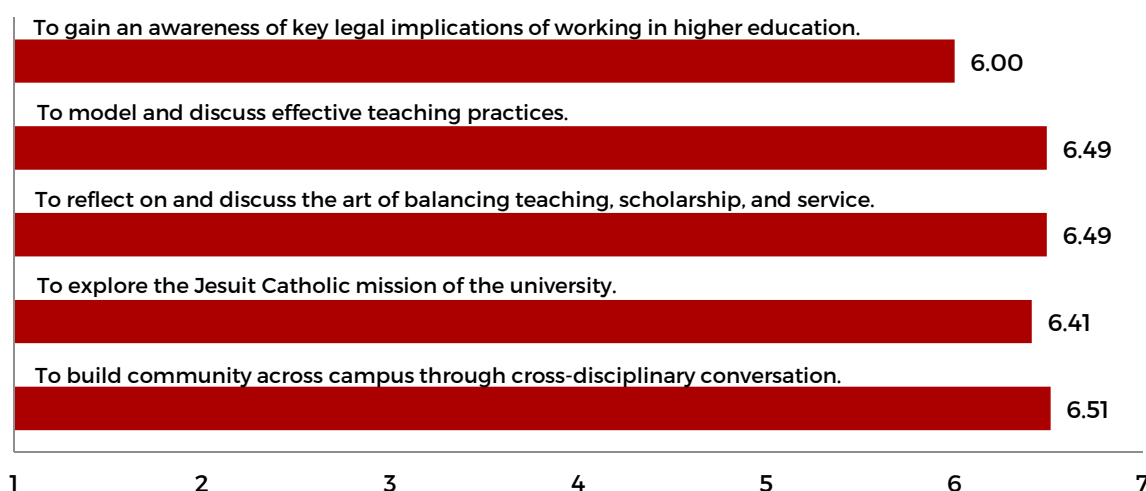 To gain an awareness of key legal implications of working in higher education.
6.00
To model and discuss effective teaching practices.
6.49
To reflect on and discuss the art of balancing teaching, scholarship, and service.
6.49
To explore the Jesuit Catholic mission of the university.
6.41
To build community across campus through cross-disciplinary conversation.
6.51
1 2 3 4 5 6 7